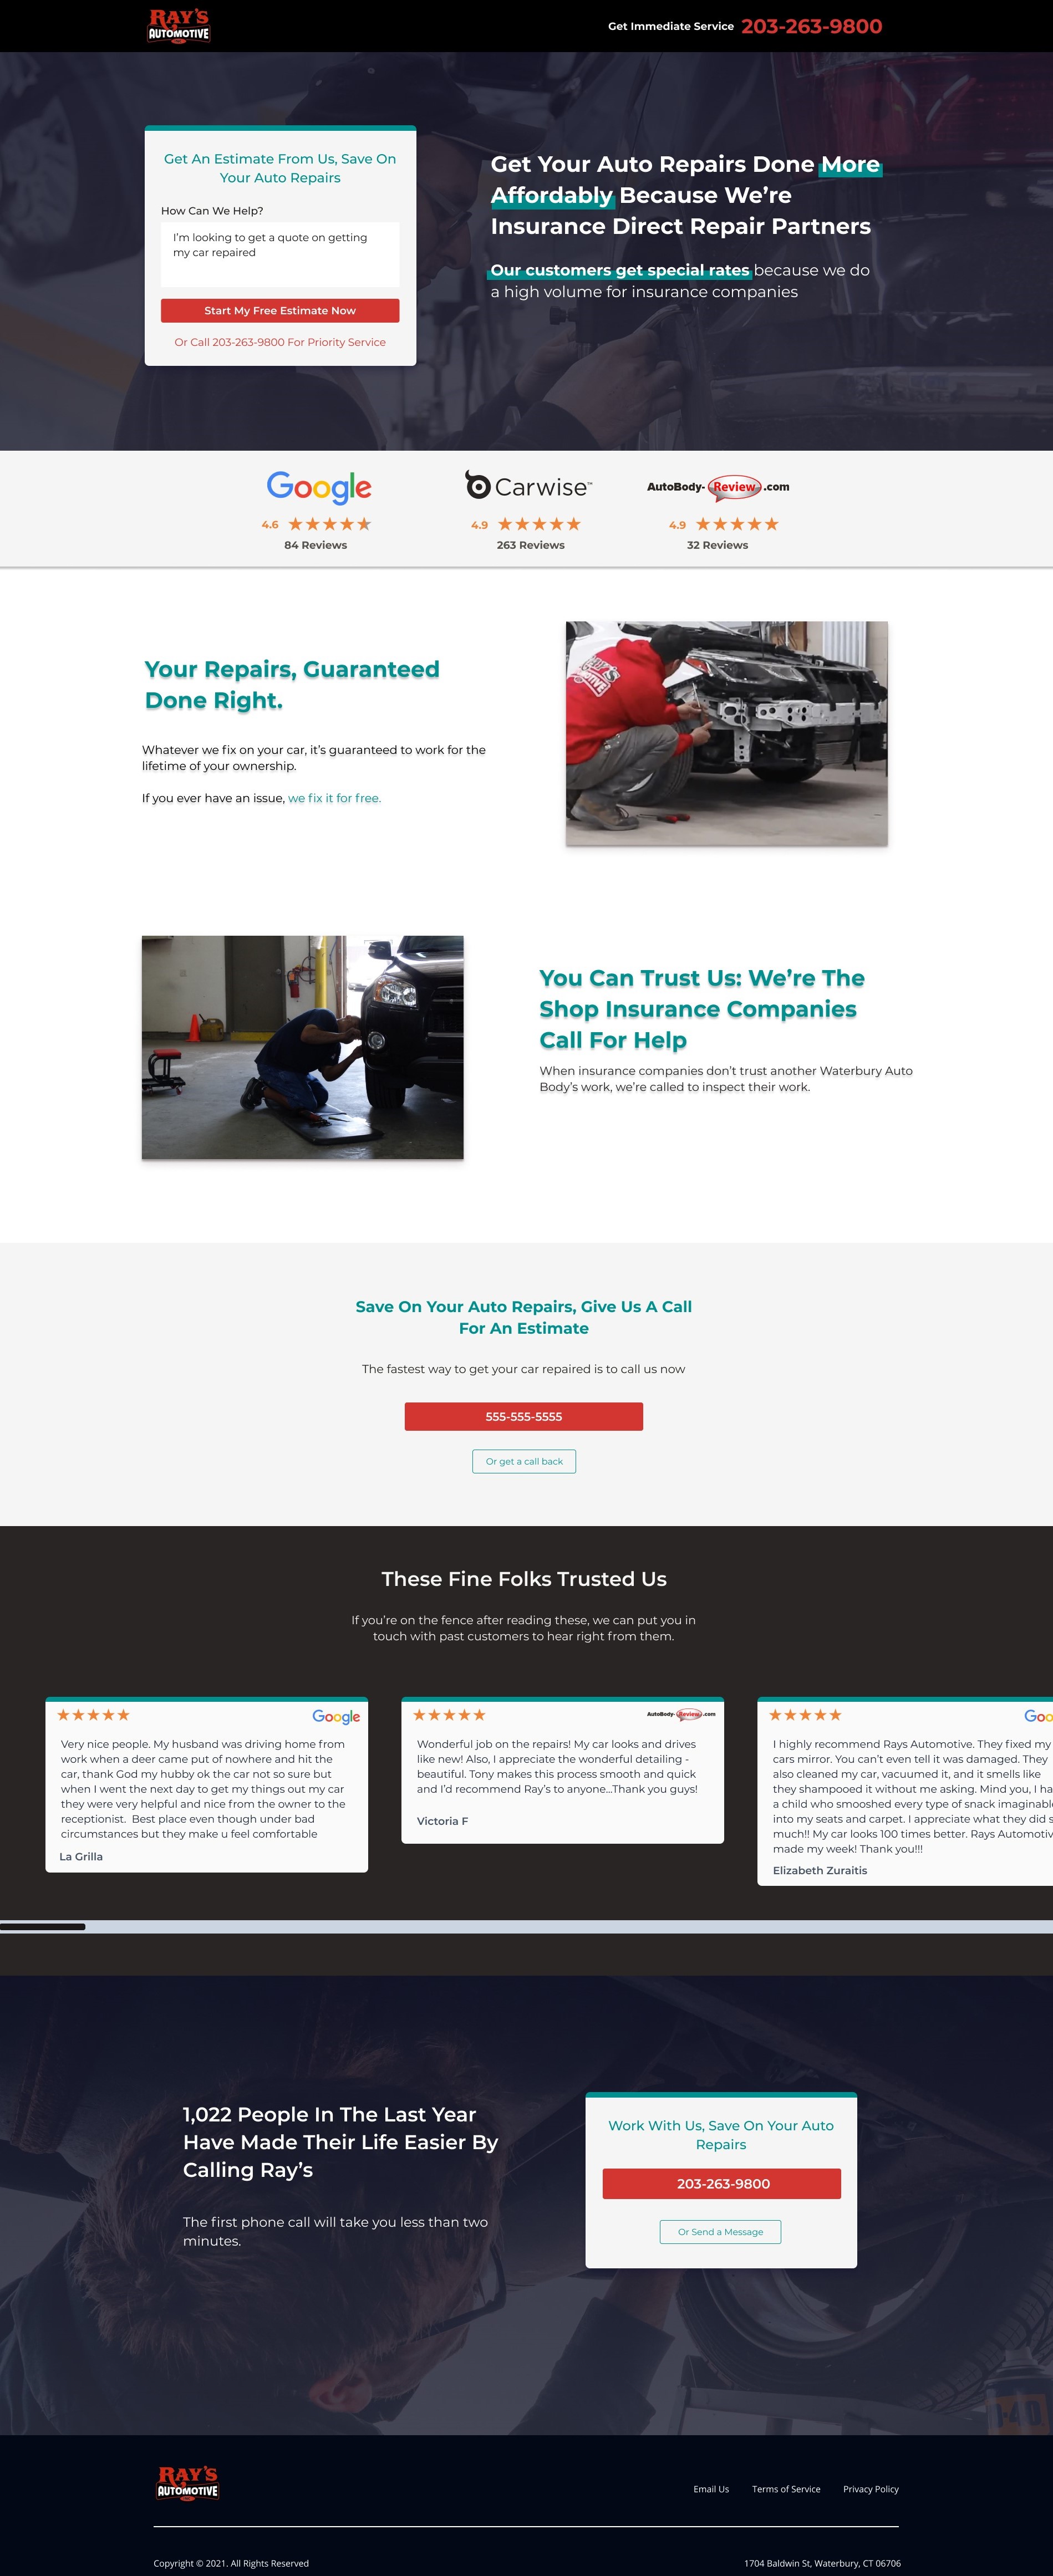 RAY'S
AUTOMOTIVE
Get Immediate Service 203-263-9800
Get An Estimate From Us, Save On
Your Auto Repairs
How Can We Help?
I'm looking to get a quote on getting
my car repaired
Start My Free Estimate Now
Or Call 203-263-9800 For Priority Service
Get Your Auto Repairs Done More
Affordably Because We're
Insurance Direct Repair Partners
Our customers get special rates because we do
a high volume for insurance companies
Google
4.6
84 Reviews
Carwise™
4.9
263 Reviews
AutoBody-Review.com
4.9
32 Reviews
Your Repairs, Guaranteed
Done Right.
Whatever we fix on your car, it's guaranteed to work for the
lifetime of your ownership.
If you ever have an issue, we fix it for free.
You Can Trust Us: We're The
Shop Insurance Companies
Call For Help
When insurance companies don't trust another Waterbury Auto
Body's work, we're called to inspect their work.
Save On Your Auto Repairs, Give Us A Call
For An Estimate
The fastest way to get your car repaired is to call us now
555-555-5555
Or get a call back
These Fine Folks Trusted Us
If you're on the fence after reading these, we can put you in
touch with past customers to hear right from them.
Google
Very nice people. My husband was driving home from
work when a deer came put of nowhere and hit the
car, thank God my hubby ok the car not so sure but
when I went the next day to get my things out my car
they were very helpful and nice from the owner to the
receptionist.  Best place even though under bad
circumstances but they make u feel comfortable
La Grilla
AutoBody-Review.com
Wonderful job on the repairs! My car looks and drives
like new! Also, I appreciate the wonderful detailing -
beautiful. Tony makes this process smooth and quick
and I'd recommend Ray's to anyone...Thank you guys!
Victoria F
Goo
I highly recommend Rays Automotive. They fixed my
cars mirror. You can't even tell it was damaged. They
also cleaned my car, vacuumed it, and it smells like
they shampooed it without me asking. Mind you, I ha
a child who smooshed every type of snack imaginabl
into my seats and carpet. I appreciate what they did s
much!! My car looks 100 times better. Rays Automotiv
made my week! Thank you!!!
Elizabeth Zuraitis
1,022 People In The Last Year
Have Made Their Life Easier By
Calling Ray's
The first phone call will take you less than two
minutes.
Work With Us, Save On Your Auto
Repairs
203-263-9800
Or Send a Message
RAY'S
AUTOMOTIVE
Email Us
Terms of Service
Privacy Policy
Copyright © 2021. All Rights Reserved
1704 Baldwin St, Waterbury, CT 06706